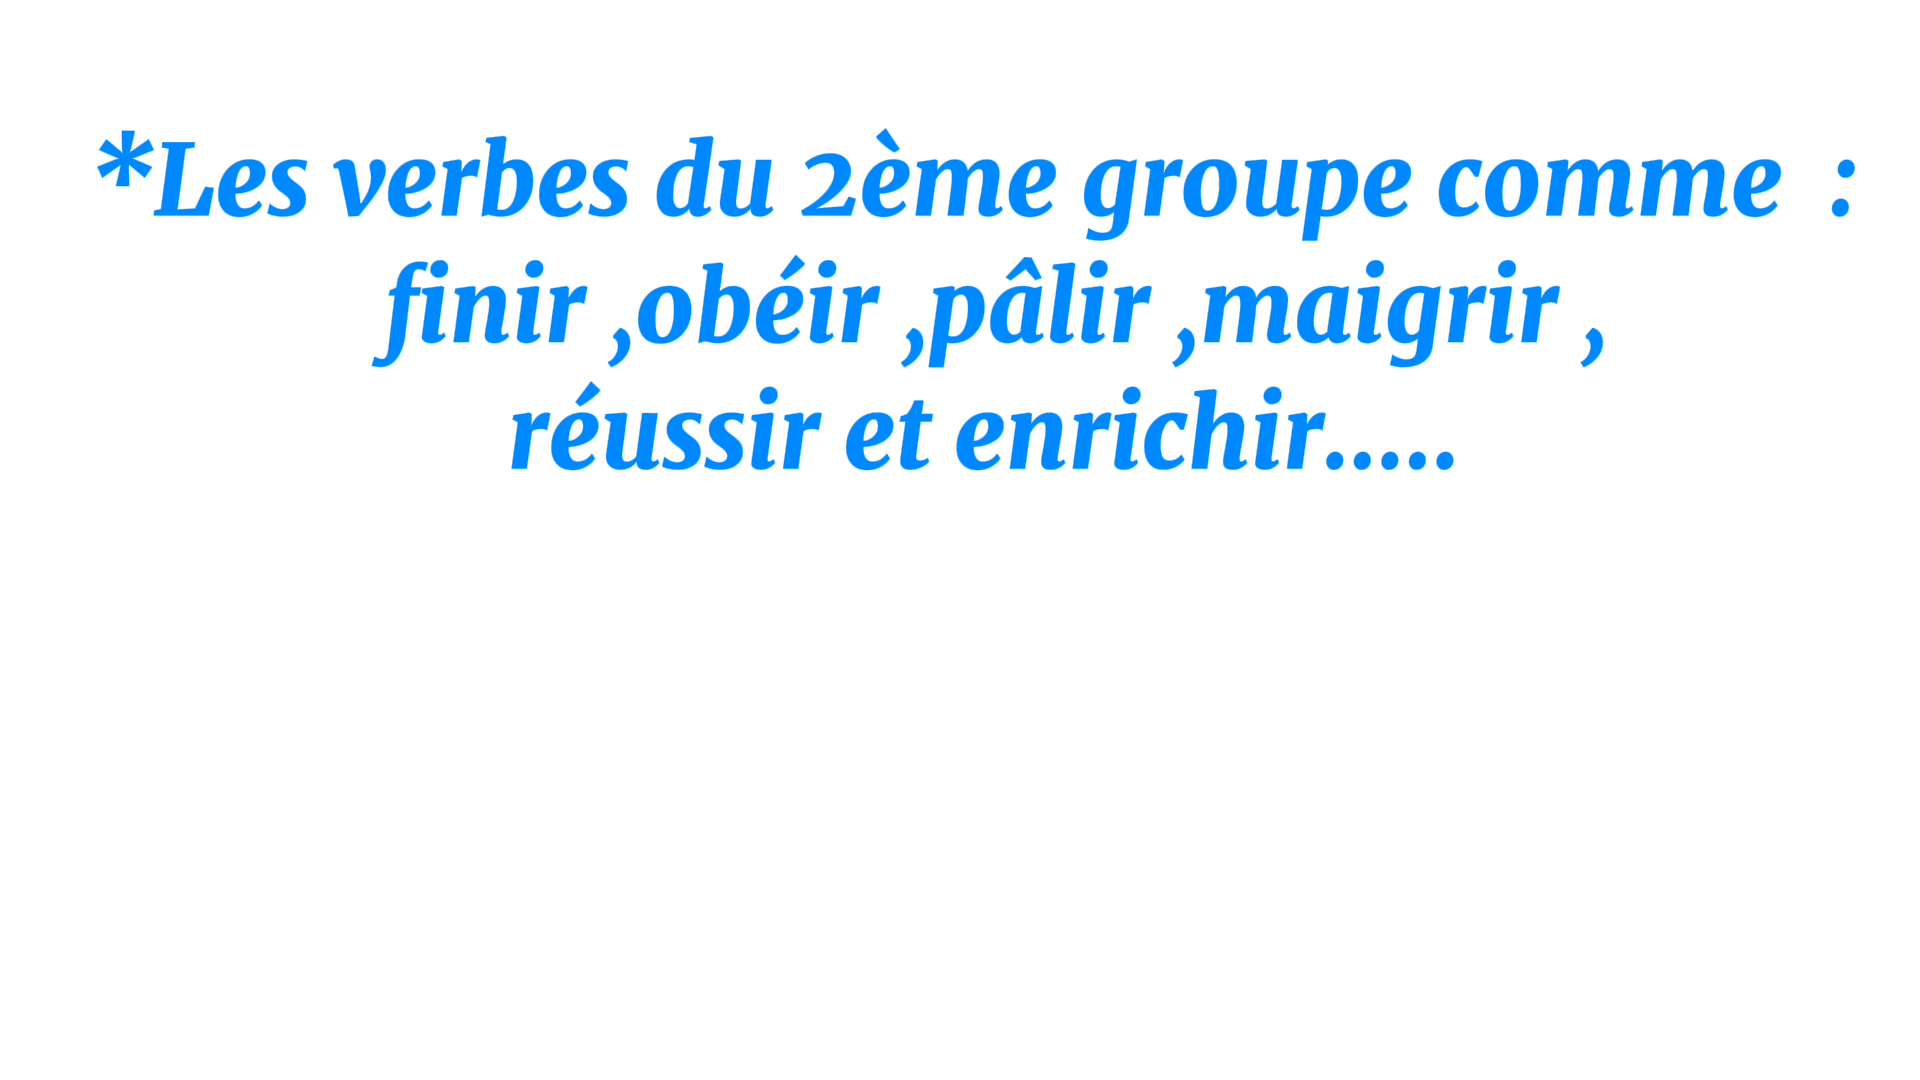 *Les verbes du 2ème groupe comme  :
finir ,obéir ,pâlir ,maigrir ,
réussir et enrichir.....